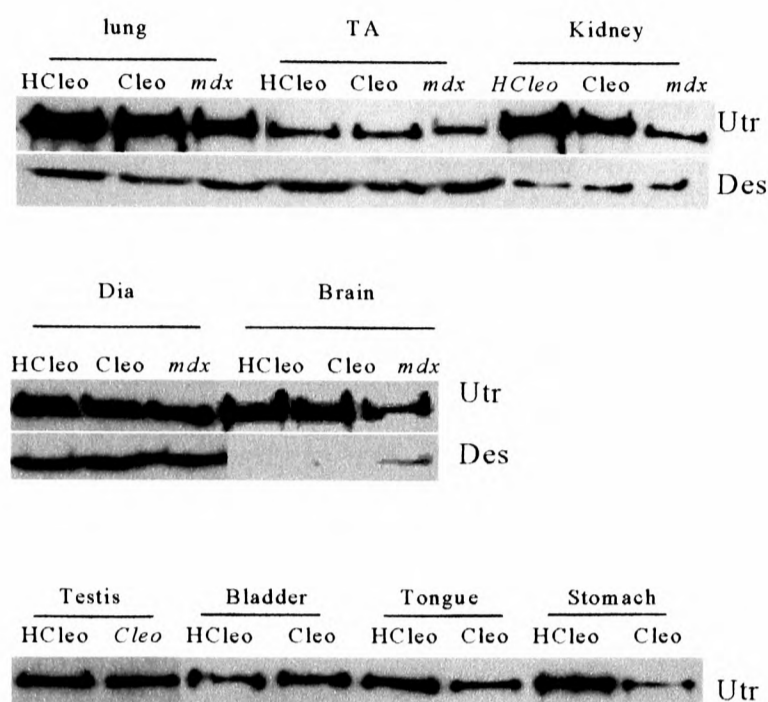 lung TA Kidney
HCleo Cleo mdx HCleo Cleo mdx HCleo Cleo mdx
Utr
Des
Dia Brain
HCleo Cleo mdx HCleo Cleo mdx
Utr
Des
Testis Bladder Tongue Stomach
HCleo Cleo HCleo Cleo HCleo Cleo HCleo Cleo
Utr